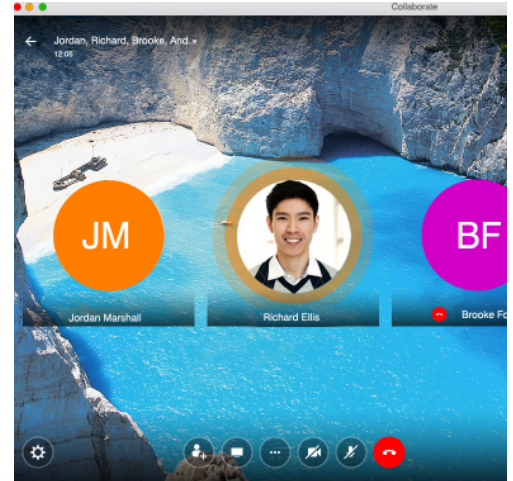 Collaborate
Jordan, Richard, Brooke, And.
12:05
JM
BF
Jordan Marshall
Richard Ellis
Brooke Fo